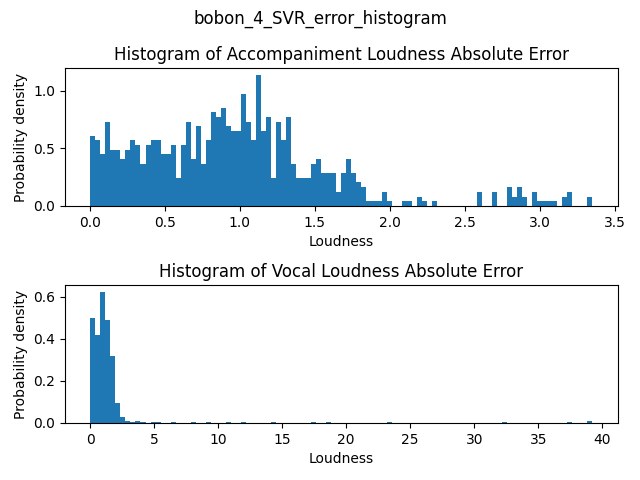 bobon_4_SVR_error_histogram
Histogram of Accompaniment Loudness Absolute Error
Probability density
1.0
0.5
0.0
0.0 0.5 1.0 1.5 2.0 2.5 3.0 3.5
Loudness
Histogram of Vocal Loudness Absolute Error
Probability density
0.6
0.4
0.2
0.0
0 5 10 15 20 25 30 35 40
Loudness